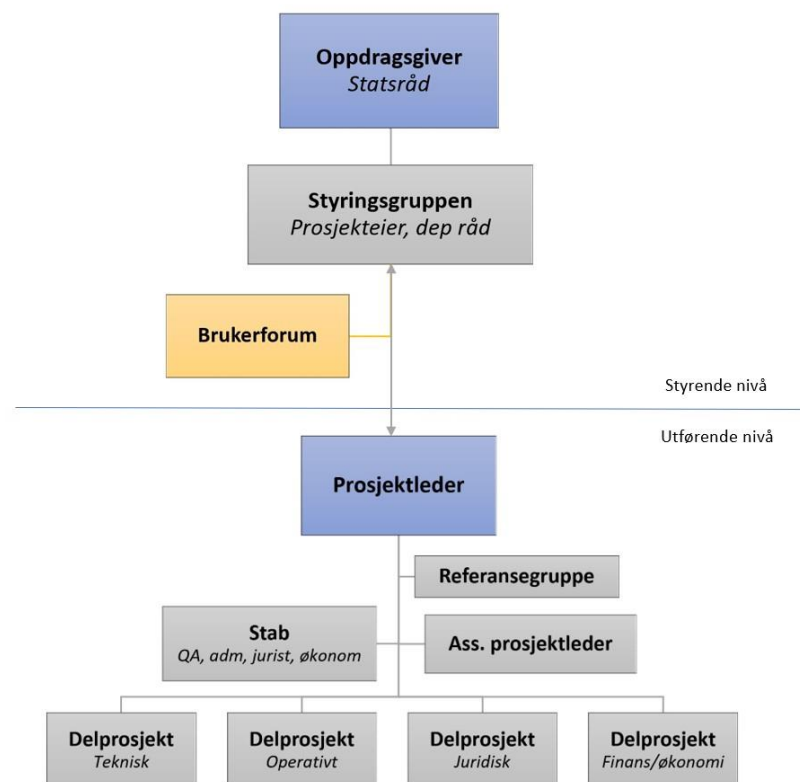 Oppdragsgiver
Statsråd
Styringsgruppen
Prosjekteier, dep råd
Brukerforum
Styrende nivå
Utførende nivå
Prosjektleder
Referansegruppe
Stab
QA, adm, jurist, økonom
Ass. prosjektleder
Delprosjekt
Teknisk
Delprosjekt
Operativt
Delprosjekt
Juridisk
Delprosjekt
Finans/økonomi